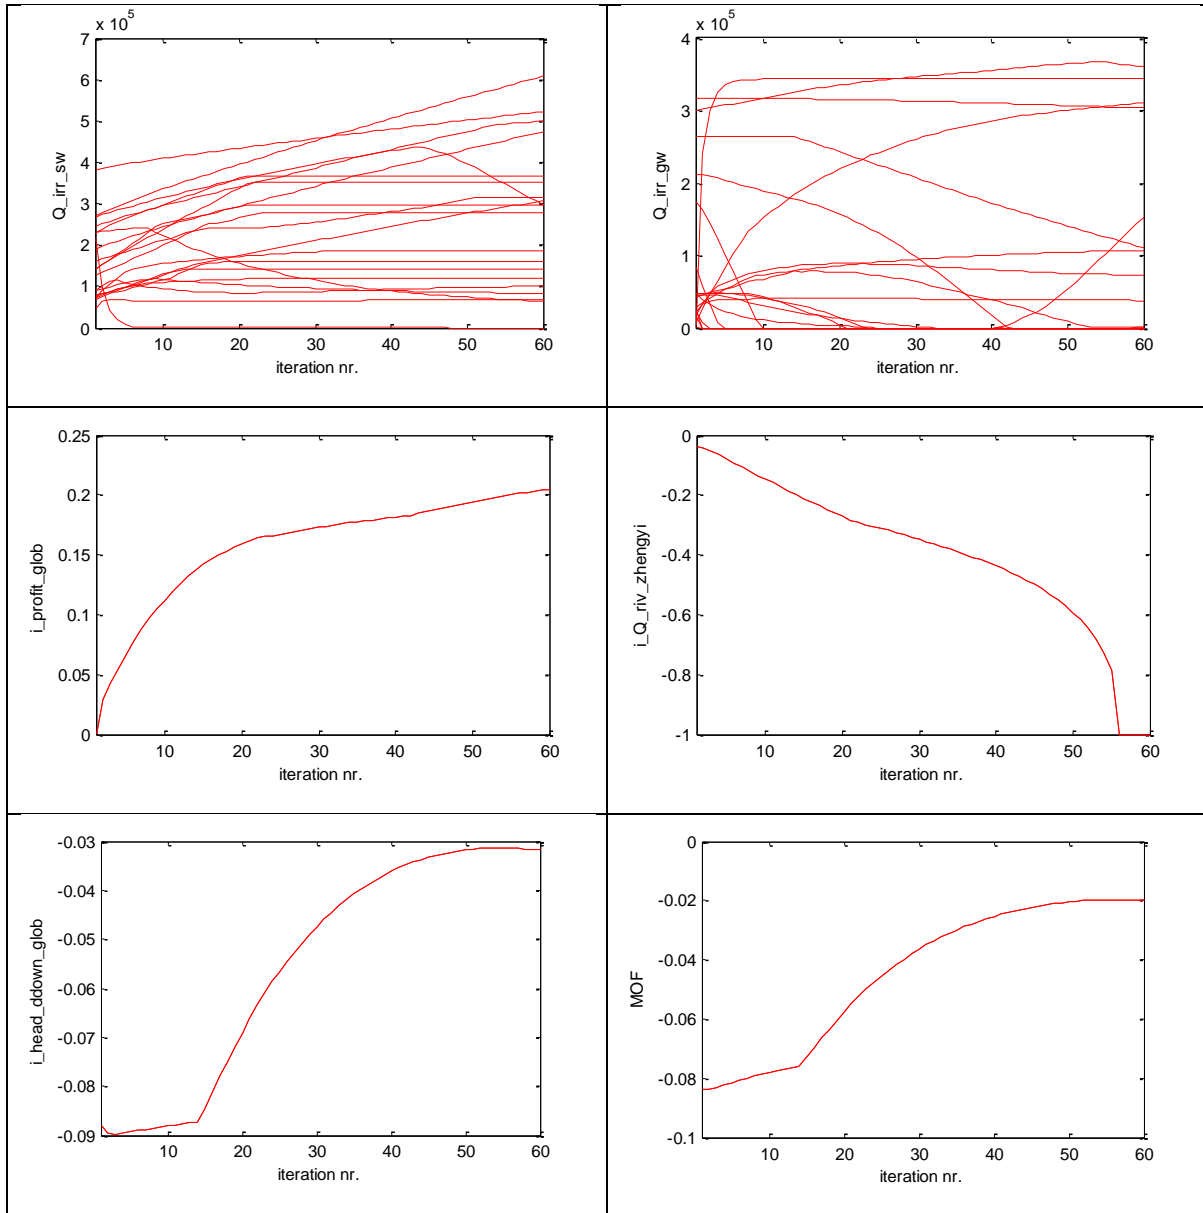 x 10^5
7
6
5
4
3
2
1
0
Q_irr_sw
10 20 30 40 50 60
iteration nr.
x 10^5
4
3
2
1
0
Q_irr_gw
10 20 30 40 50 60
iteration nr.
0.25
0.2
0.15
0.1
0.05
0
i_profit_glob
10 20 30 40 50 60
iteration nr.
0
-0.2
-0.4
-0.6
-0.8
-1
i_Q_riv_zhengyi
10 20 30 40 50 60
iteration nr.
-0.03
-0.04
-0.05
-0.06
-0.07
-0.08
-0.09
i_head_ddown_glob
10 20 30 40 50 60
iteration nr.
0
-0.02
-0.04
-0.06
-0.08
-0.1
MOF
10 20 30 40 50 60
iteration nr.